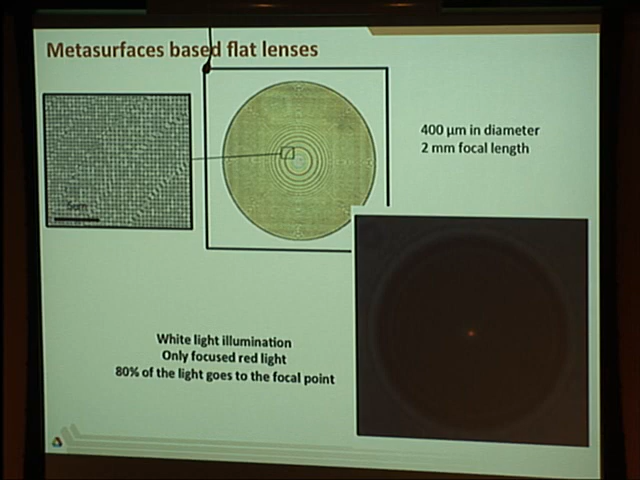 Metasurfaces based flat lenses
5um
400 µm in diameter
2 mm focal length
White light illumination
Only focused red light
80% of the light goes to the focal point